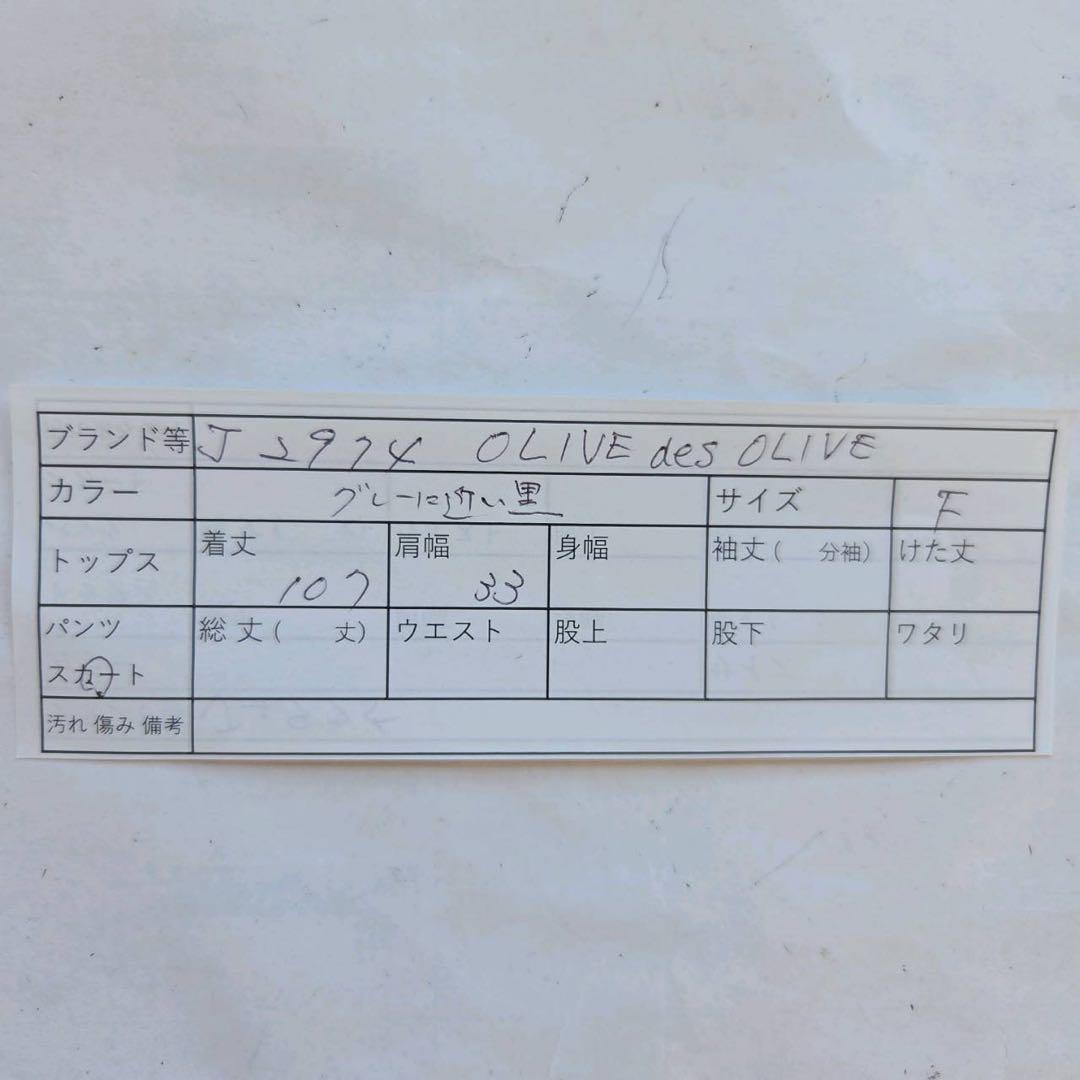 ブランド等 J 2974 OLIVE des OLIVE
カラー グレーに近い黒 サイズ F
トップス 着丈 107 肩幅 33 身幅 袖丈( 分袖) けた丈
パンツ 総丈( 丈) ウエスト 股上 股下 ワタリ
スカート
汚れ 傷み 備考